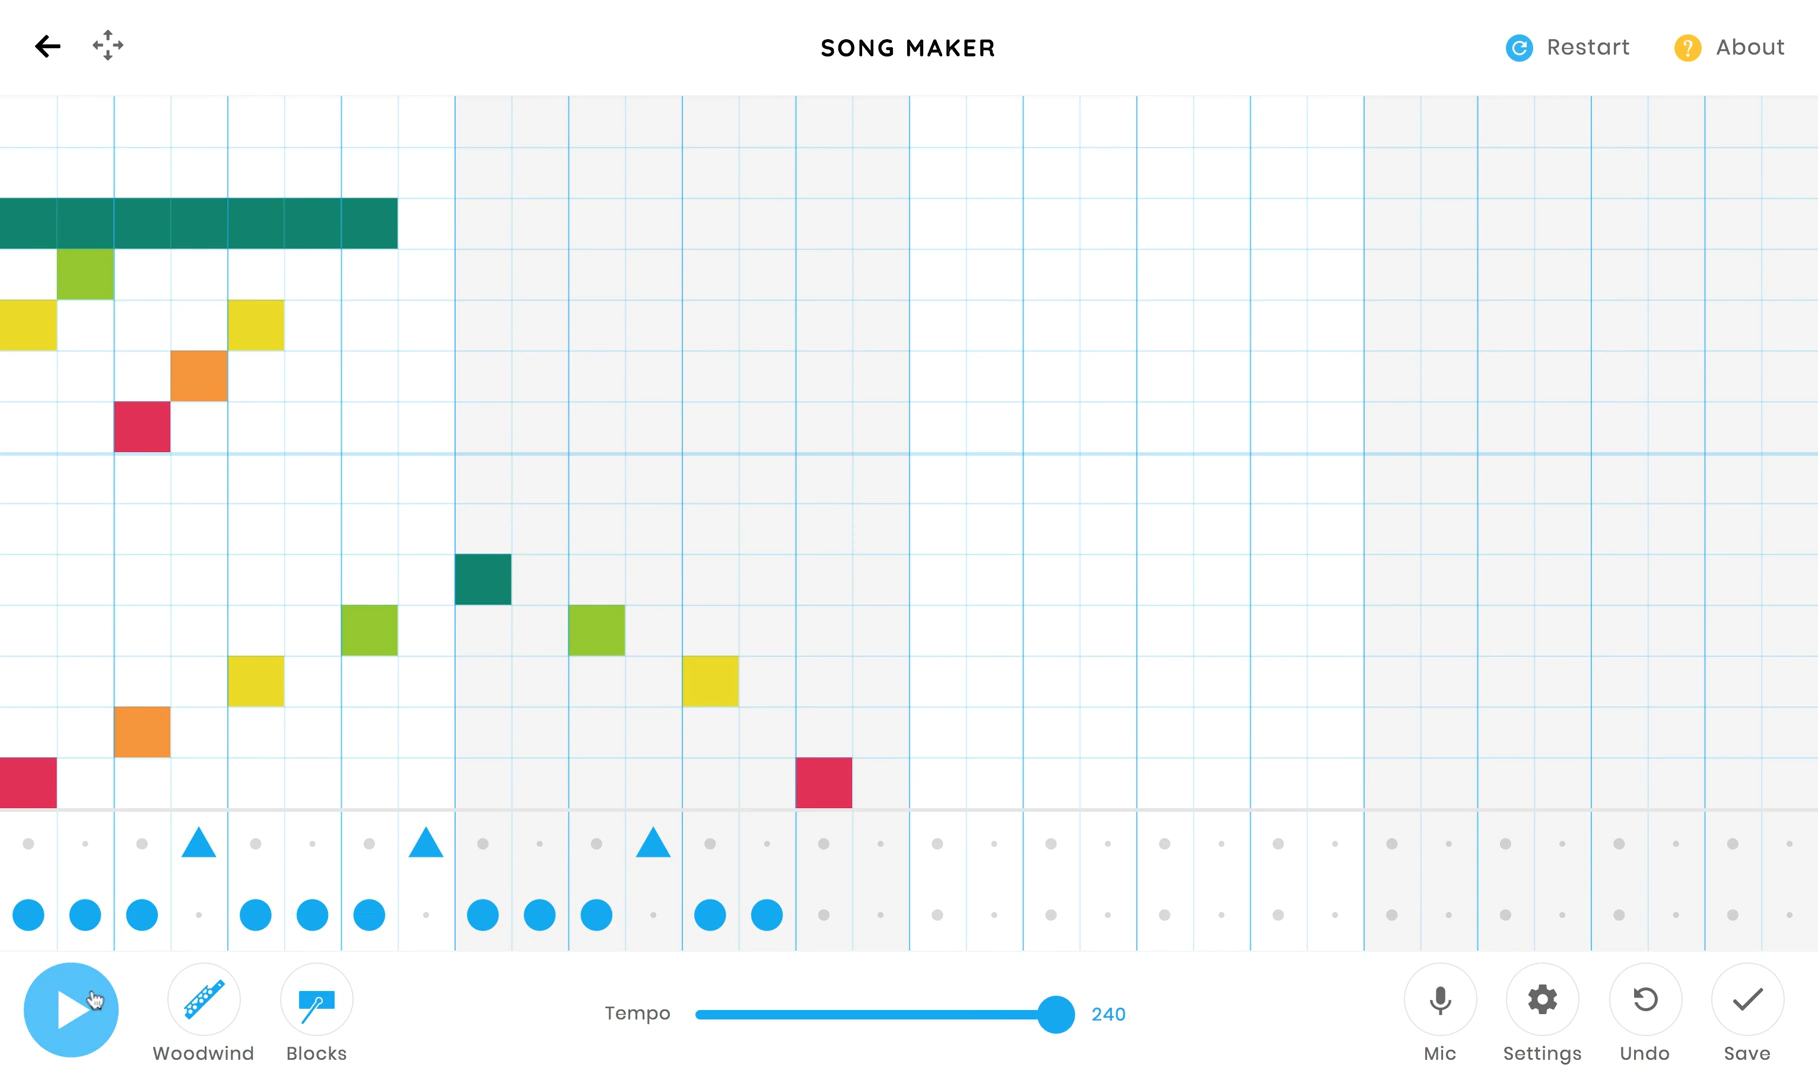 SONG MAKER
Restart
? About
Tempo
240
Woodwind
Blocks
Mic
Settings
Undo
Save